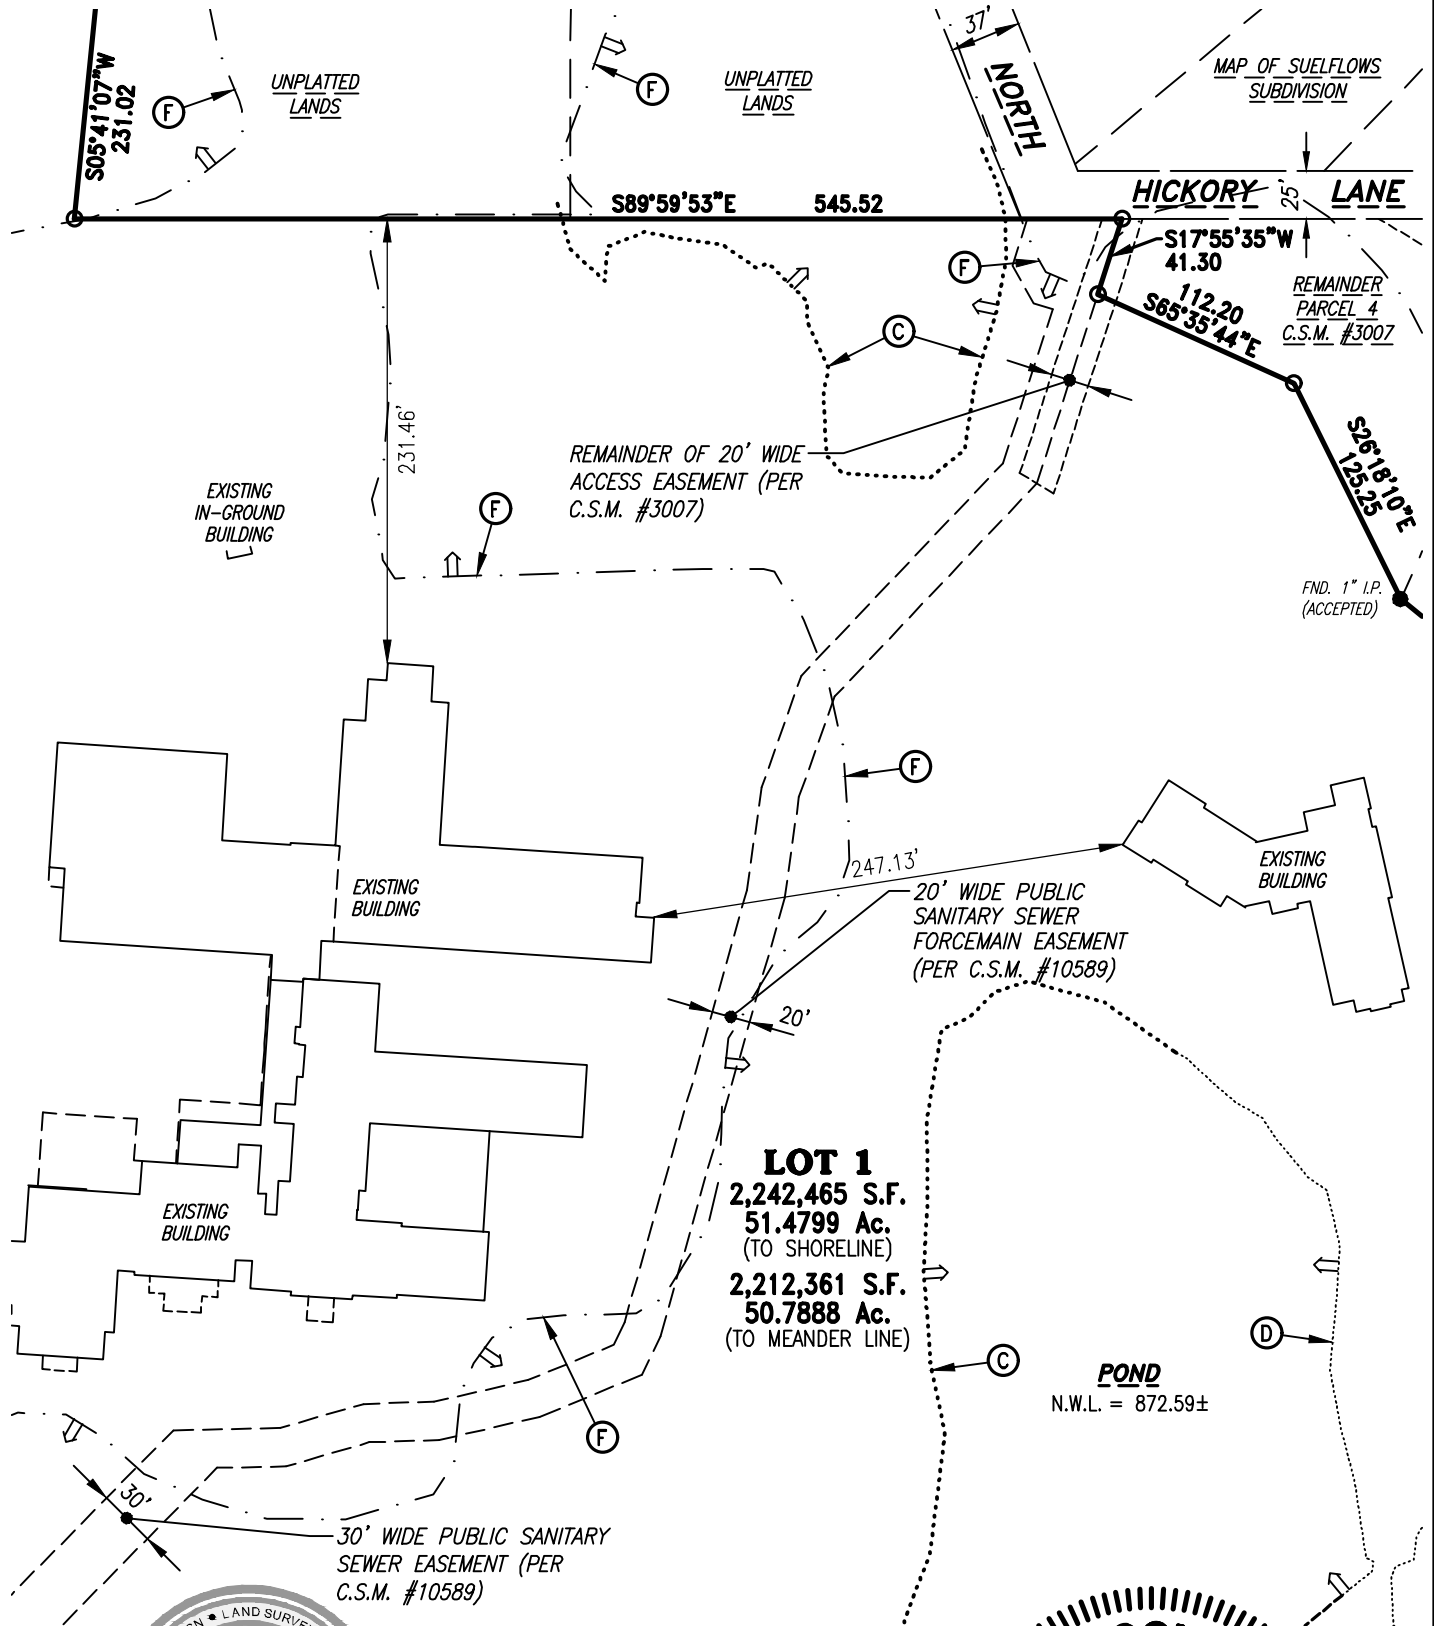 37'
S05°41'07"W
231.02
F
UNPLATTED
LANDS
F
UNPLATTED
LANDS
NORTH
MAP OF SUELFLOWS
SUBDIVISION
HICKORY LANE
25'
S89°59'53"E 545.52
S17°55'35"W
41.30
F
REMAINDER
PARCEL 4
C.S.M. #3007
112.20
S65°35'44"E
C
231.46'
S26°18'10"E
125.25
REMAINDER OF 20' WIDE
ACCESS EASEMENT (PER
C.S.M. #3007)
EXISTING
IN-GROUND
BUILDING
F
FND. 1" I.P.
(ACCEPTED)
F
247.13'
EXISTING
BUILDING
EXISTING
BUILDING
20' WIDE PUBLIC
SANITARY SEWER
FORCEMAIN EASEMENT
(PER C.S.M. #10589)
20'
LOT 1
2,242,465 S.F.
51.4799 Ac.
(TO SHORELINE)
2,212,361 S.F.
50.7888 Ac.
(TO MEANDER LINE)
EXISTING
BUILDING
D
C
POND
N.W.L. = 872.59±
F
30'
30' WIDE PUBLIC SANITARY
SEWER EASEMENT (PER
C.S.M. #10589)
LAND